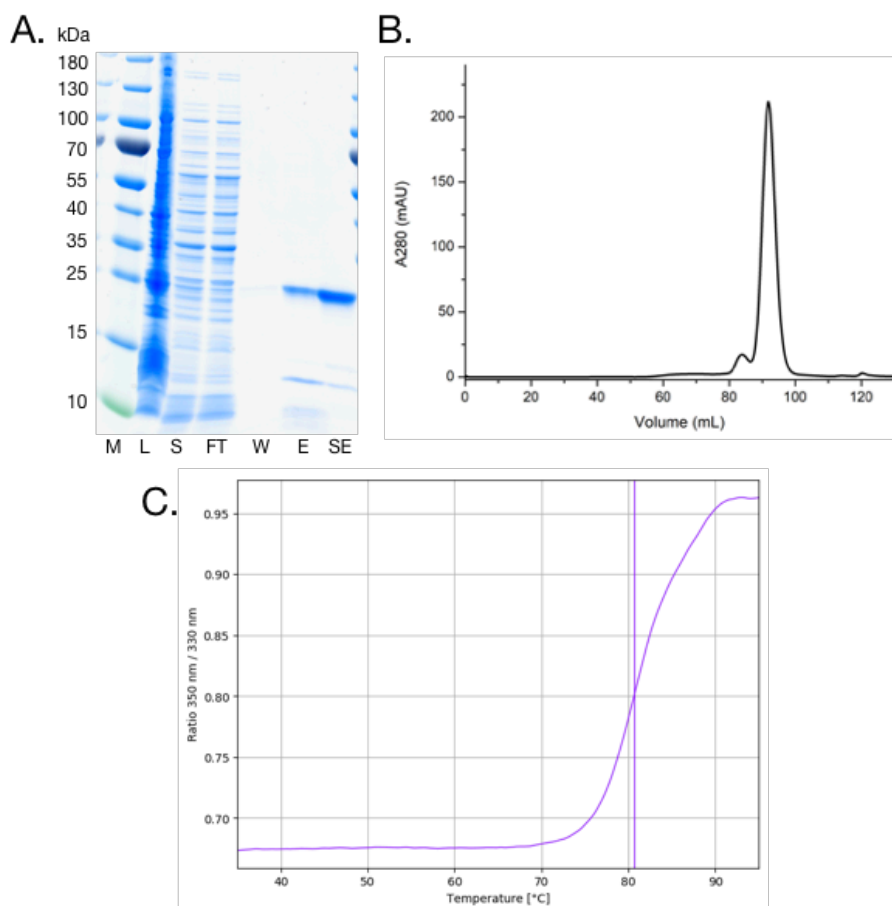 A.
kDa
180
130
100
70
55
40
35
25
15
10
M L S FT W E SE
B.
A280 (mAU)
200
150
100
50
0
0 20 40 60 80 100 120
Volume (mL)
C.
Ratio 350 nm / 330 nm
0.95
0.90
0.85
0.80
0.75
0.70
40 50 60 70 80 90
Temperature [°C]